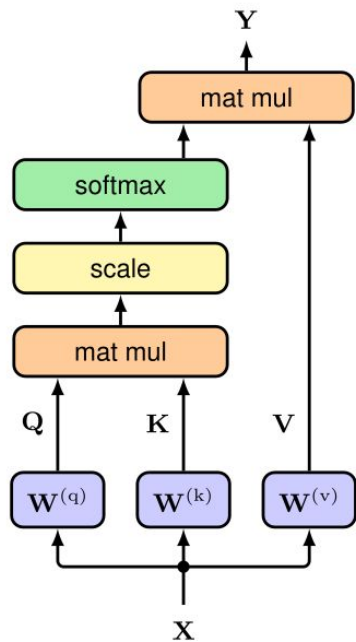 Y
mat mul
softmax
scale
mat mul
Q K V
W^(q) W^(k) W^(v)
X